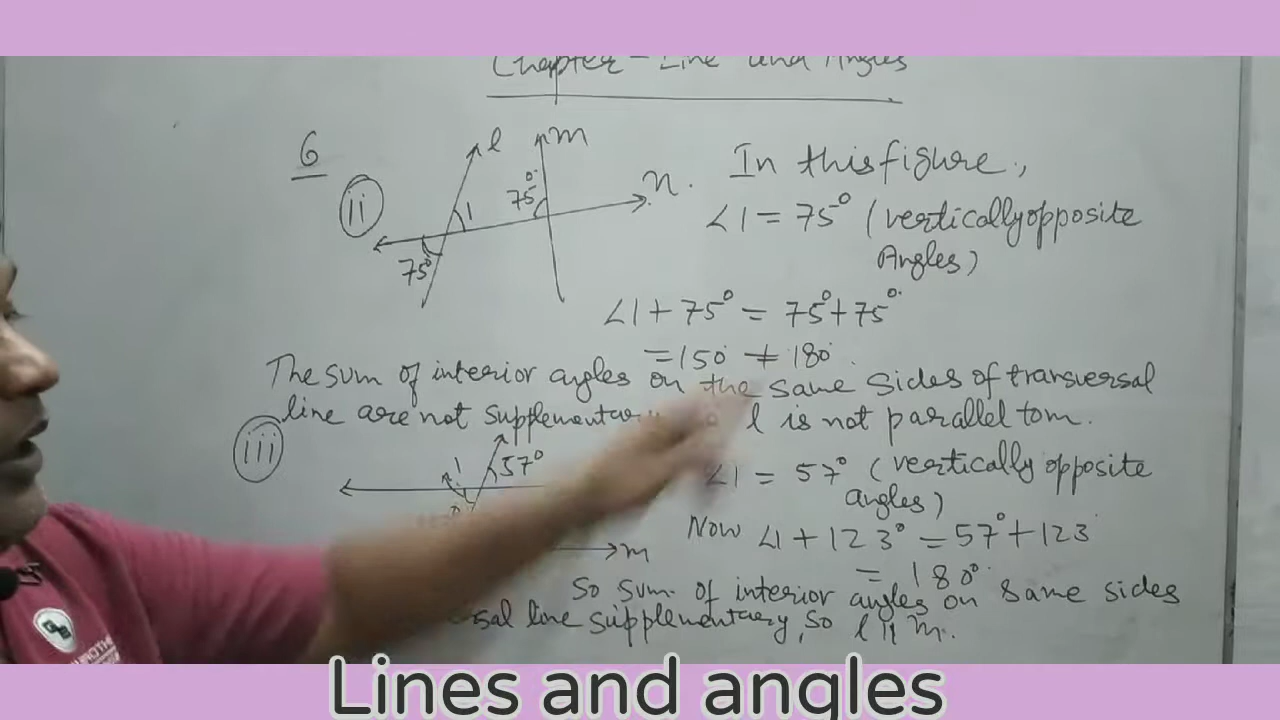 Chapter - Line and Angles
6
ii
l
m
n.
75°
1
75°
In this figure,
∠1 = 75° (vertically opposite
Angles)
∠1 + 75° = 75° + 75°
= 150 ≠ 180
The sum of interior angles on the same sides of transversal
line are not supplementary l is not parallel to m.
iii
1
57°
m
∠1 = 57° (vertically opposite
angles)
Now ∠1 + 123° = 57° + 123
= 180°
So sum of interior angles on same sides
sal line supplementary, so l || m.
Lines and angles